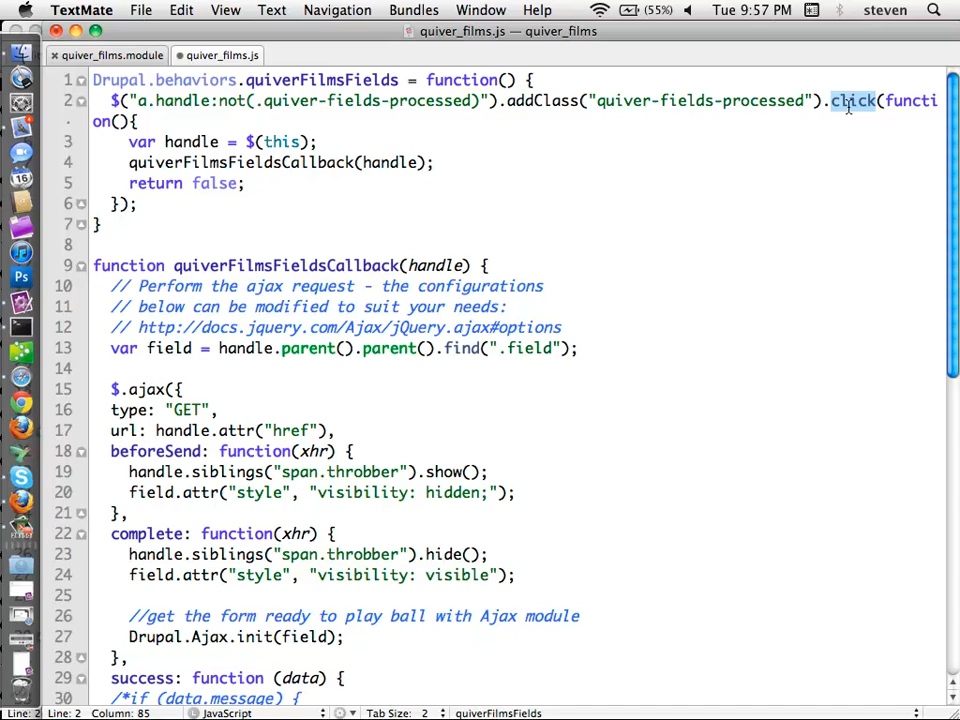 TextMate File Edit View Text Navigation Bundles Window Help (55%) Tue 9:57 PM steven
quiver_films.js — quiver_films
quiver_films.module quiver_films.js
1 Drupal.behaviors.quiverFilmsFields = function() {
2 $("a.handle:not(.quiver-fields-processed)").addClass("quiver-fields-processed").click(functi
on(){
3 var handle = $(this);
4 quiverFilmsFieldsCallback(handle);
5 return false;
6 });
7 }
8
9 function quiverFilmsFieldsCallback(handle) {
10 // Perform the ajax request - the configurations
11 // below can be modified to suit your needs:
12 // http://docs.jquery.com/Ajax/jQuery.ajax#options
13 var field = handle.parent().parent().find(".field");
14
15 $.ajax({
16 type: "GET",
17 url: handle.attr("href"),
18 beforeSend: function(xhr) {
19 handle.siblings("span.throbber").show();
20 field.attr("style", "visibility: hidden;");
21 },
22 complete: function(xhr) {
23 handle.siblings("span.throbber").hide();
24 field.attr("style", "visibility: visible");
25
26 //get the form ready to play ball with Ajax module
27 Drupal.Ajax.init(field);
28 },
29 success: function (data) {
30 /*if (data.message) {
Line: 2 Line: 2 Column: 85 JavaScript Tab Size: 2 quiverFilmsFields